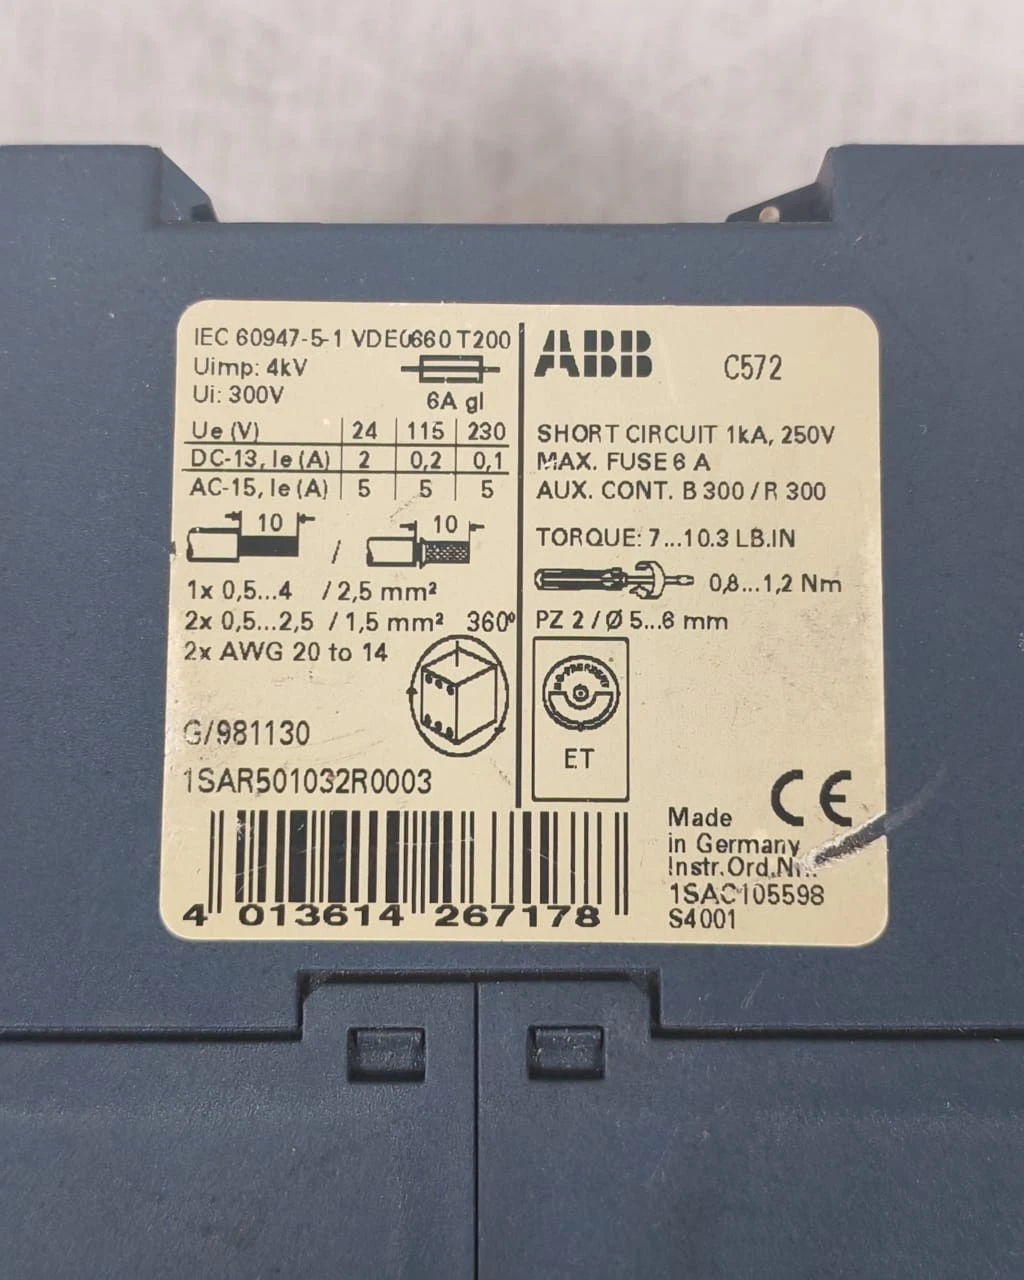 IEC 60947-5-1 VDE0660 T200
Uimp: 4kV
Ui: 300V
6A gl
Ue (V) 24 115 230
DC-13, Ie (A) 2 0,2 0,1
AC-15, Ie (A) 5 5 5
10 / 10
1x 0,5...4 / 2,5 mm²
2x 0,5...2,5 / 1,5 mm² 360°
2x AWG 20 to 14
G/981130
1SAR501032R0003
4 013614 267178
ABB C572
SHORT CIRCUIT 1kA, 250V
MAX. FUSE 6 A
AUX. CONT. B 300 / R 300
TORQUE: 7...10.3 LB.IN
0,8...1,2 Nm
PZ 2 / Ø 5...6 mm
ET
CE
Made
in Germany
Instr.Ord.Nr.:
1SAC105598
S4001